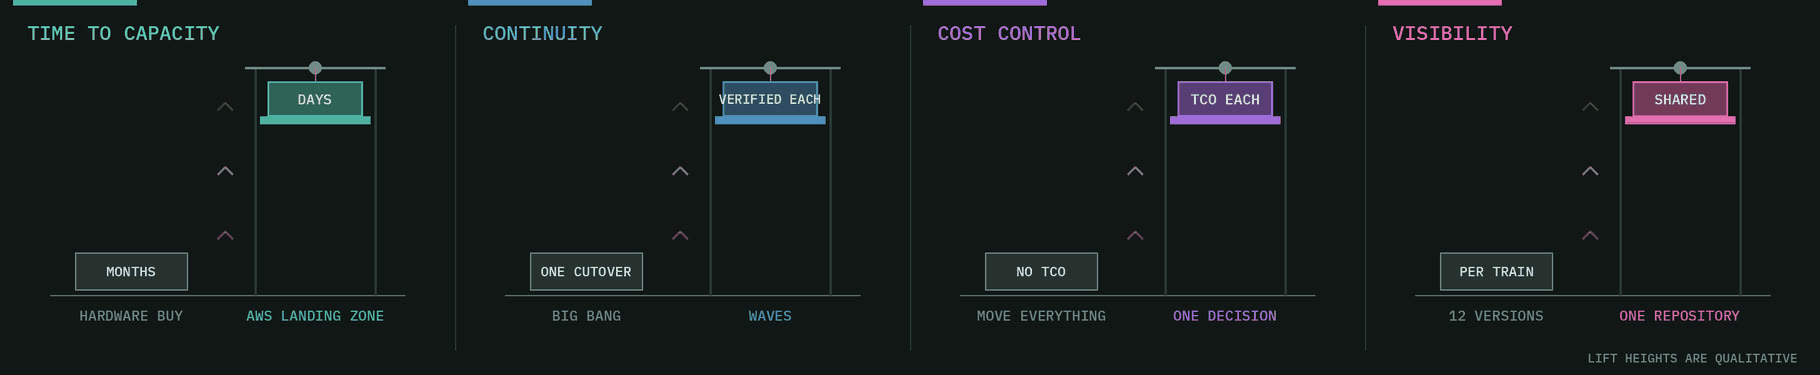 TIME TO CAPACITY
DAYS
MONTHS
HARDWARE BUY
AWS LANDING ZONE
CONTINUITY
VERIFIED EACH
ONE CUTOVER
BIG BANG
WAVES
COST CONTROL
TCO EACH
NO TCO
MOVE EVERYTHING
ONE DECISION
VISIBILITY
SHARED
PER TRAIN
12 VERSIONS
ONE REPOSITORY
LIFT HEIGHTS ARE QUALITATIVE